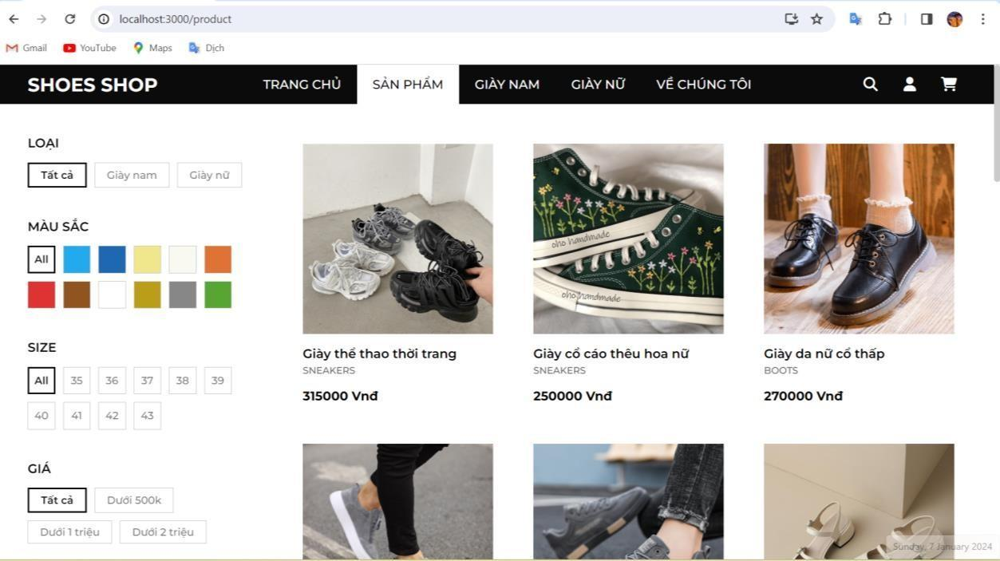 localhost:3000/product
Gmail YouTube Maps Dịch
SHOES SHOP TRANG CHỦ SẢN PHẨM GIÀY NAM GIÀY NỮ VỀ CHÚNG TÔI
LOẠI
Tất cả Giày nam Giày nữ
MÀU SẮC
All
SIZE
All 35 36 37 38 39
40 41 42 43
GIÁ
Tất cả Dưới 500k
Dưới 1 triệu Dưới 2 triệu
oho handmade
oho handmade
Giày thể thao thời trang
SNEAKERS
315000 Vnđ
Giày cổ cáo thêu hoa nữ
SNEAKERS
250000 Vnđ
Giày da nữ cổ thấp
BOOTS
270000 Vnđ
Sunday, 7 January 2024